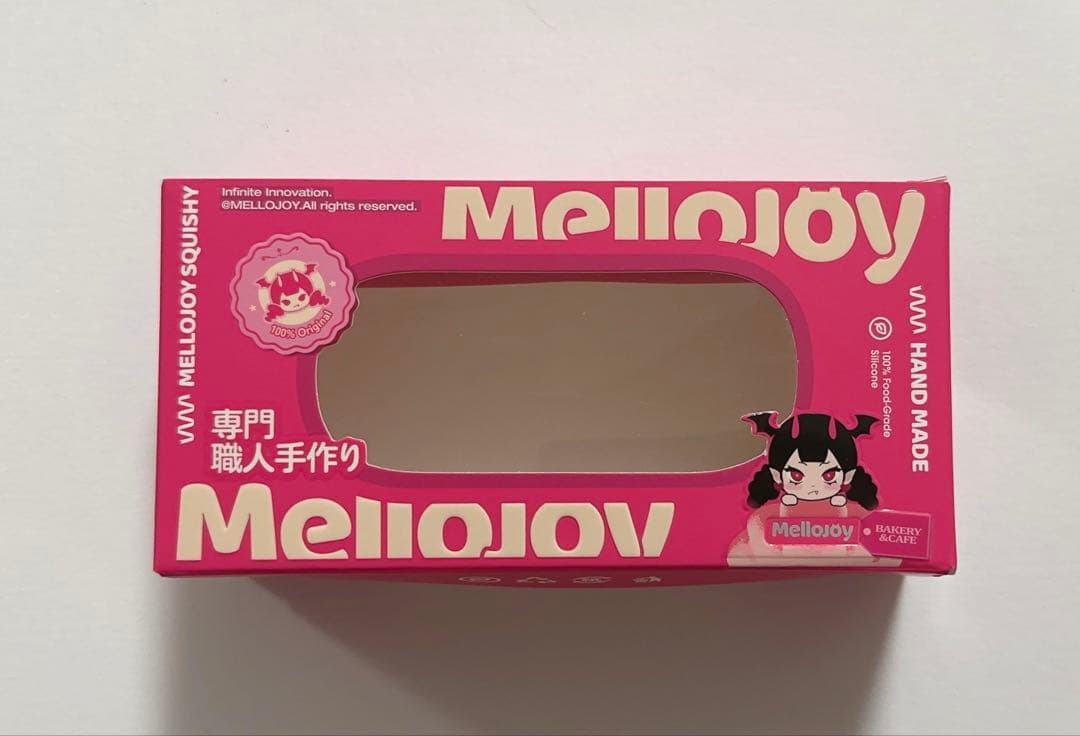 MELLOJOY SQUISHY
Infinite Innovation.
@MELLOJOY.All rights reserved.
MelloJoy
100% Original
HAND MADE
100% Food-Grade
Silicone
専門
職人手作り
MelloJoy
MelloJoy
BAKERY
&CAFE